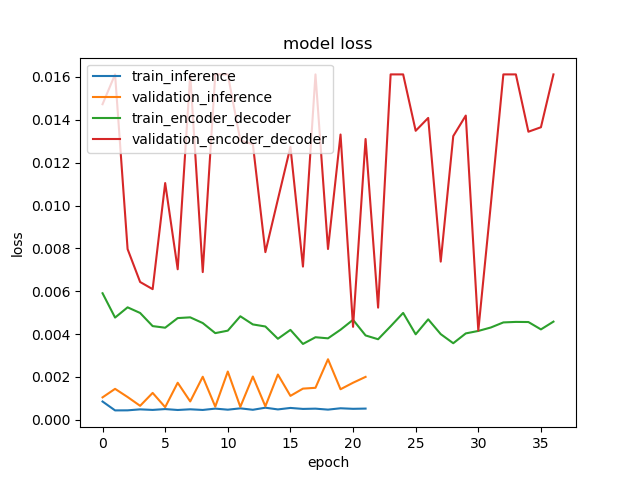 model loss
train_inference
validation_inference
train_encoder_decoder
validation_encoder_decoder
loss
0.016
0.014
0.012
0.010
0.008
0.006
0.004
0.002
0.000
0 5 10 15 20 25 30 35
epoch